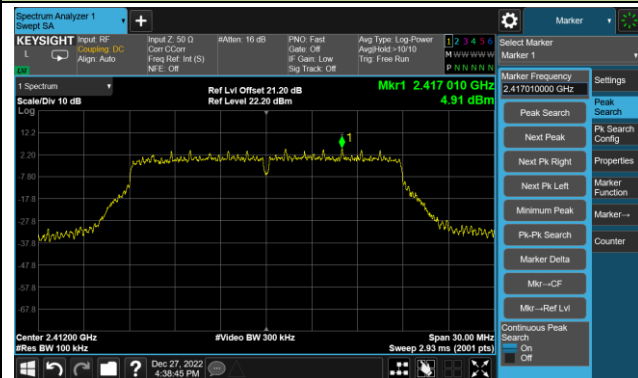 Spectrum Analyzer 1
Swept SA
Marker
KEYSIGHT
L
Input: RF
Coupling: DC
Align: Auto
Input Z: 50 Ω
Corr CCorr
Freq Ref: Int (S)
NFE: Off
#Atten: 16 dB
PNO: Fast
Gate: Off
IF Gain: Low
Sig Track: Off
Avg Type: Log-Power
Avg|Hold:>10/10
Trig: Free Run
1 2 3 4 5 6
M W W W W W
P N N N N N
Select Marker
Marker 1
1 Spectrum
Scale/Div 10 dB
Log
Ref Lvl Offset 21.20 dB
Ref Level 22.20 dBm
Mkr1 2.417 010 GHz
4.91 dBm
12.2
2.20
-7.80
-17.8
-27.8
-37.8
-47.8
-57.8
-67.8
1
Center 2.41200 GHz
#Res BW 100 kHz
#Video BW 300 kHz
Span 30.00 MHz
Sweep 2.93 ms (2001 pts)
Marker Frequency
2.417010000 GHz
Peak Search
Next Peak
Next Pk Right
Next Pk Left
Minimum Peak
Pk-Pk Search
Marker Delta
Mkr→CF
Mkr→Ref Lvl
Continuous Peak
Search
On
Off
Settings
Peak
Search
Pk Search
Config
Properties
Marker
Function
Marker→
Counter
?
Dec 27, 2022
4:38:45 PM